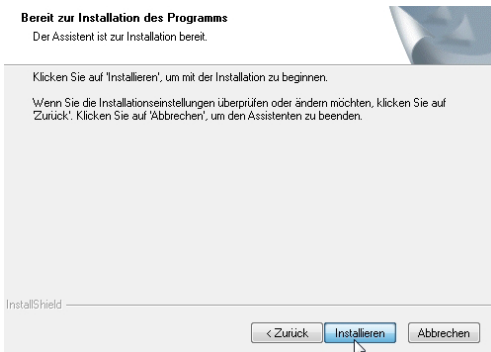 Bereit zur Installation des Programms
Der Assistent ist zur Installation bereit.
Klicken Sie auf 'Installieren', um mit der Installation zu beginnen.
Wenn Sie die Installationseinstellungen überprüfen oder ändern möchten, klicken Sie auf
'Zurück'. Klicken Sie auf 'Abbrechen', um den Assistenten zu beenden.
InstallShield
< Zurück Installieren Abbrechen